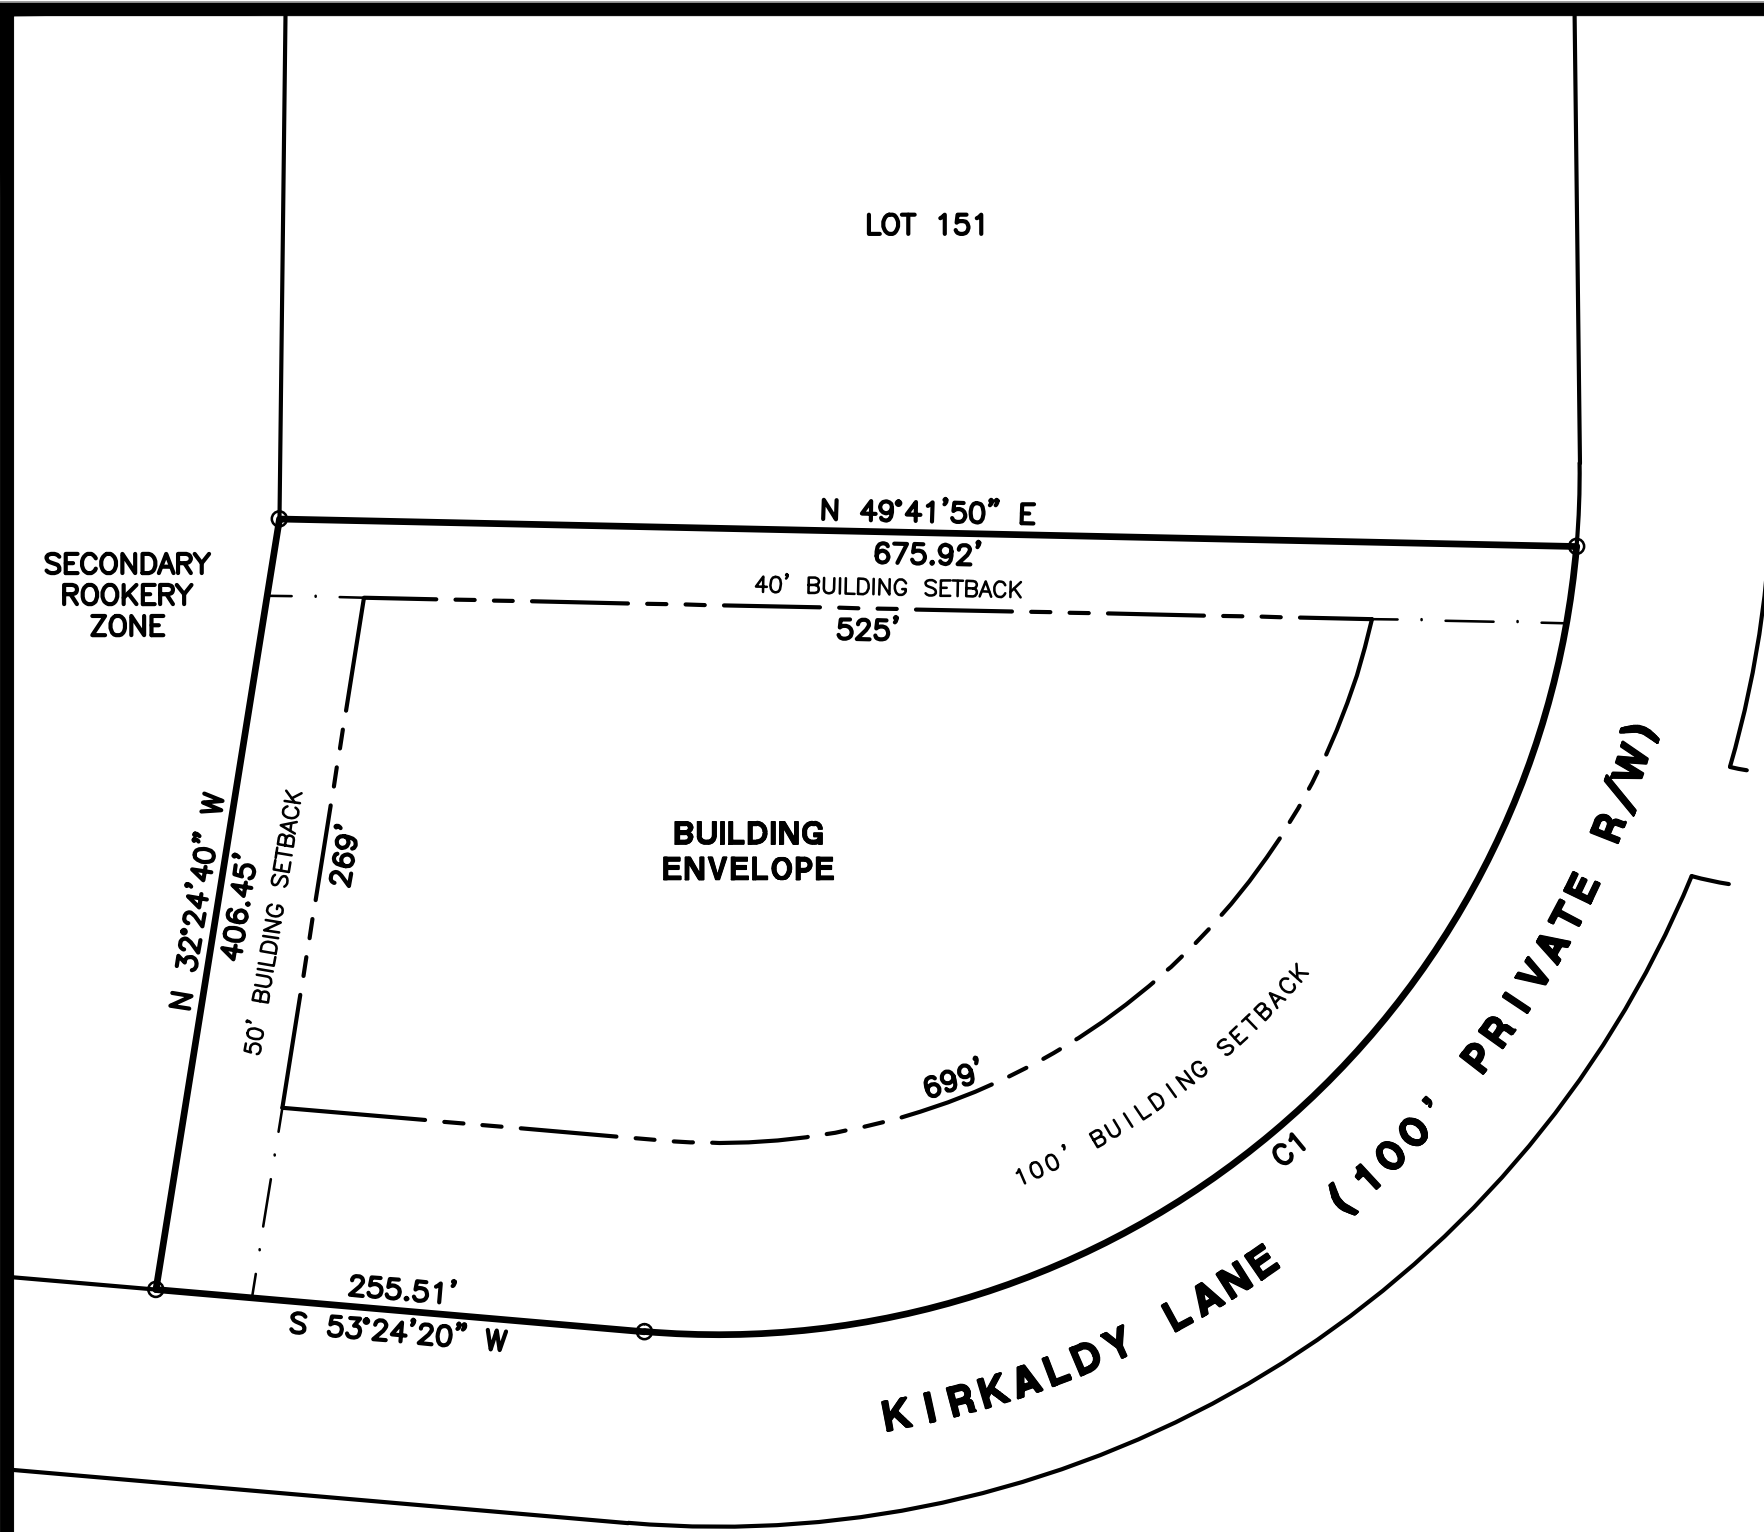 LOT 151
N 49°41'50" E
675.92'
40' BUILDING SETBACK
525'
SECONDARY
ROOKERY
ZONE
N 32°24'40" W
406.45'
50' BUILDING SETBACK
269'
BUILDING
ENVELOPE
699'
100' BUILDING SETBACK
C1
KIRKALDY LANE (100' PRIVATE R/W)
255.51'
S 53°24'20" W